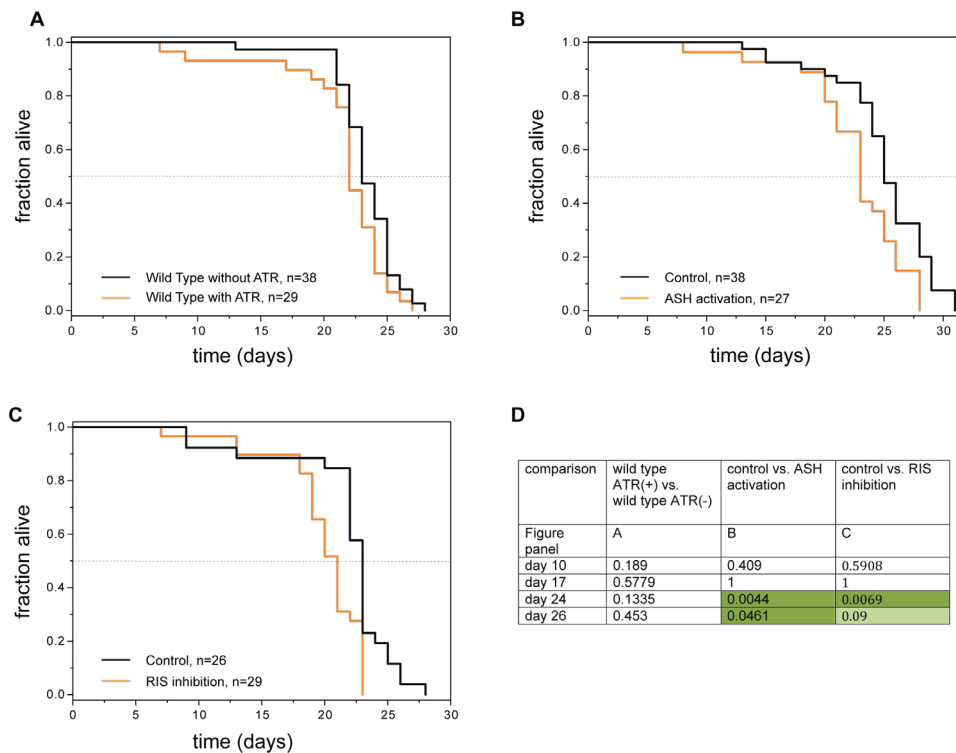 A
1.0
0.8
0.6
0.4
0.2
0.0
fraction alive
Wild Type without ATR, n=38
Wild Type with ATR, n=29
0 5 10 15 20 25 30
time (days)
B
1.0
0.8
0.6
0.4
0.2
0.0
fraction alive
Control, n=38
ASH activation, n=27
0 5 10 15 20 25 30
time (days)
C
1.0
0.8
0.6
0.4
0.2
0.0
fraction alive
Control, n=26
RIS inhibition, n=29
0 5 10 15 20 25 30
time (days)
D
comparison
wild type
ATR(+) vs.
wild type ATR(-)
control vs. ASH
activation
control vs. RIS
inhibition
Figure
panel
A
B
C
day 10 0.189 0.409 0.5908
day 17 0.5779 1 1
day 24 0.1335 0.0044 0.0069
day 26 0.453 0.0461 0.09